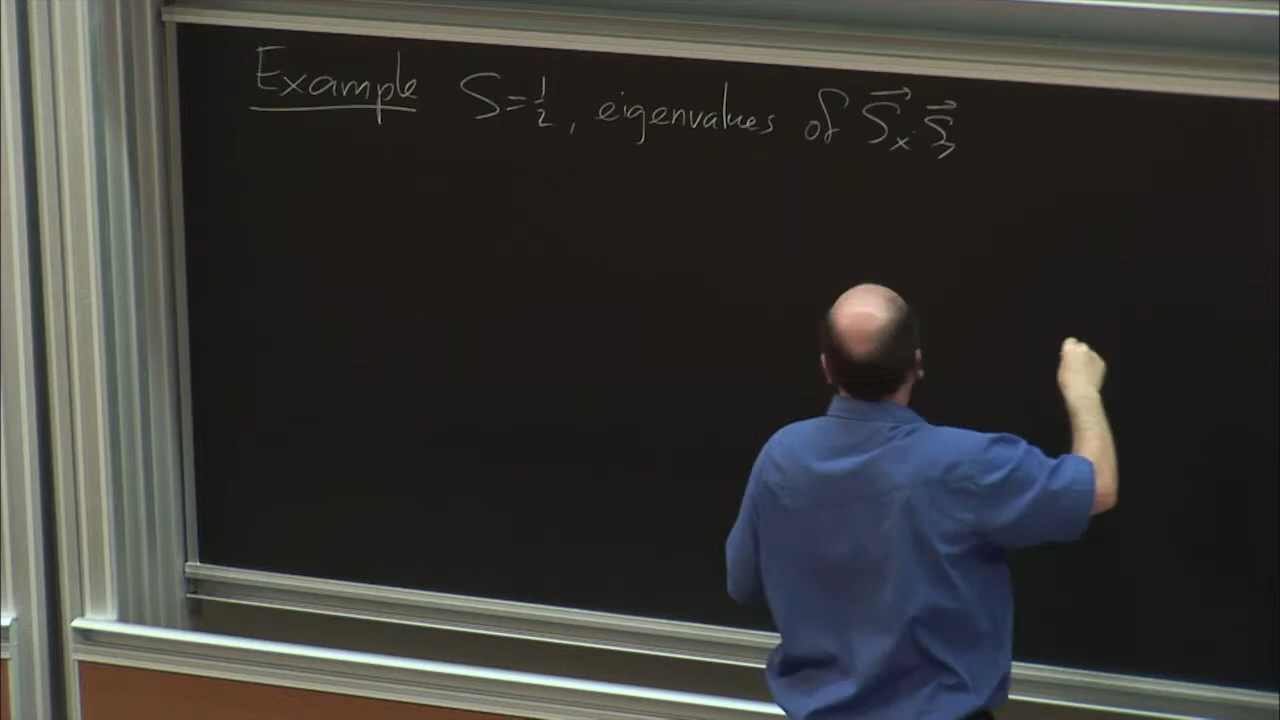 Example S=1/2, eigenvalues of S⃗ₓ·S⃗ᵧ